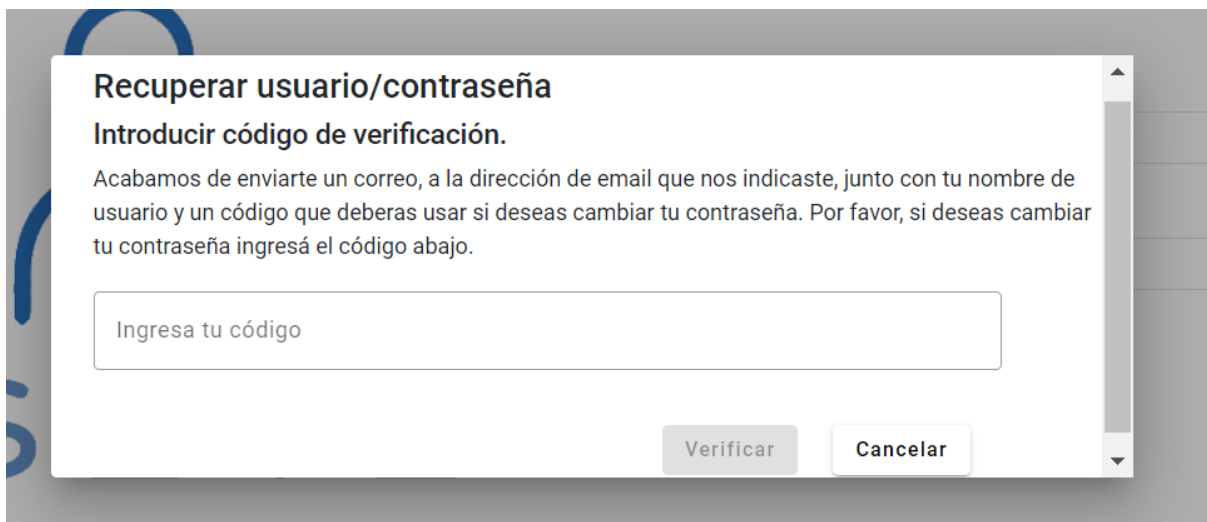 Recuperar usuario/contraseña
Introducir código de verificación.
Acabamos de enviarte un correo, a la dirección de email que nos indicaste, junto con tu nombre de
usuario y un código que deberas usar si deseas cambiar tu contraseña. Por favor, si deseas cambiar
tu contraseña ingresá el código abajo.
Ingresa tu código
Verificar
Cancelar